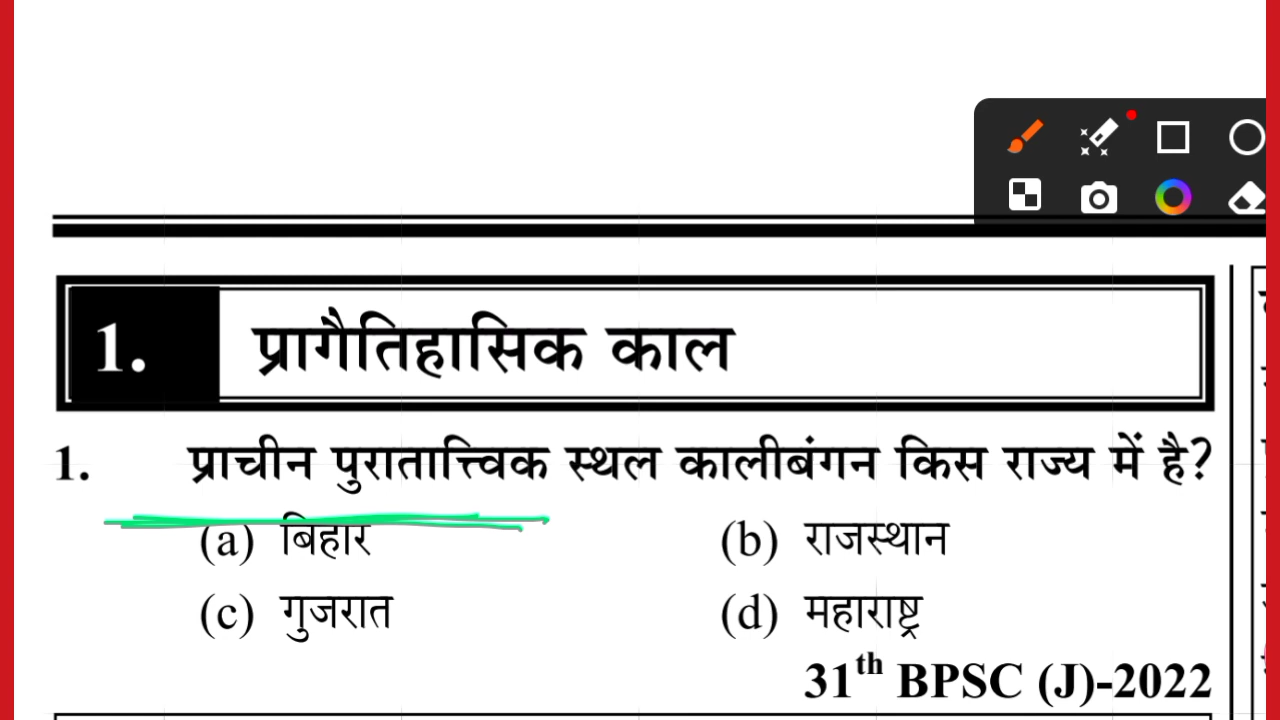 1. प्रागैतिहासिक काल
1. प्राचीन पुरातात्त्विक स्थल कालीबंगन किस राज्य में है?
(a) बिहार (b) राजस्थान
(c) गुजरात (d) महाराष्ट्र
31th BPSC (J)-2022